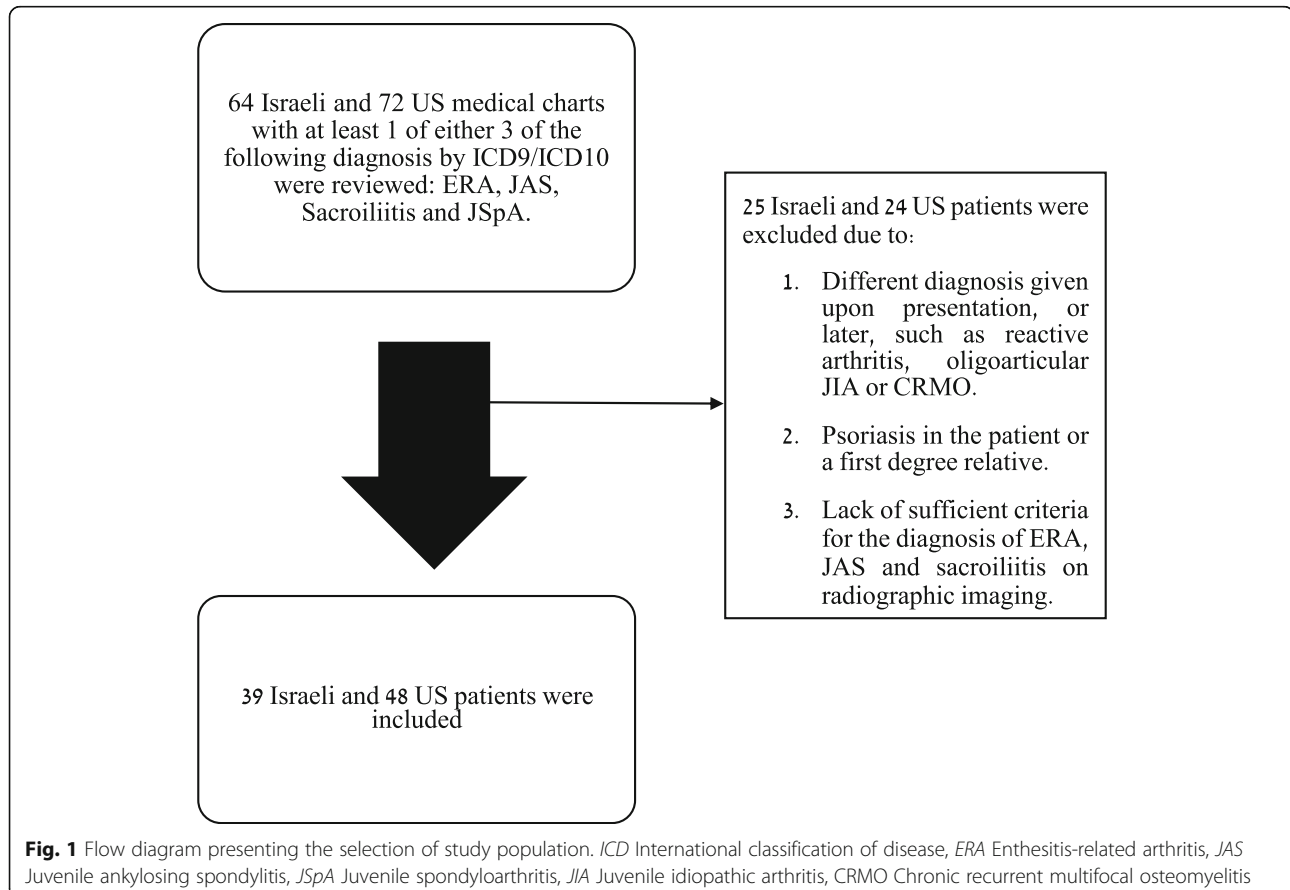 64 Israeli and 72 US medical charts
with at least 1 of either 3 of the
following diagnosis by ICD9/ICD10
were reviewed: ERA, JAS,
Sacroiliitis and JSpA.
25 Israeli and 24 US patients were
excluded due to:
1. Different diagnosis given
upon presentation, or
later, such as reactive
arthritis, oligoarticular
JIA or CRMO.
2. Psoriasis in the patient or
a first degree relative.
3. Lack of sufficient criteria
for the diagnosis of ERA,
JAS and sacroiliitis on
radiographic imaging.
39 Israeli and 48 US patients were
included
Fig. 1 Flow diagram presenting the selection of study population. ICD International classification of disease, ERA Enthesitis-related arthritis, JAS
Juvenile ankylosing spondylitis, JSpA Juvenile spondyloarthritis, JIA Juvenile idiopathic arthritis, CRMO Chronic recurrent multifocal osteomyelitis